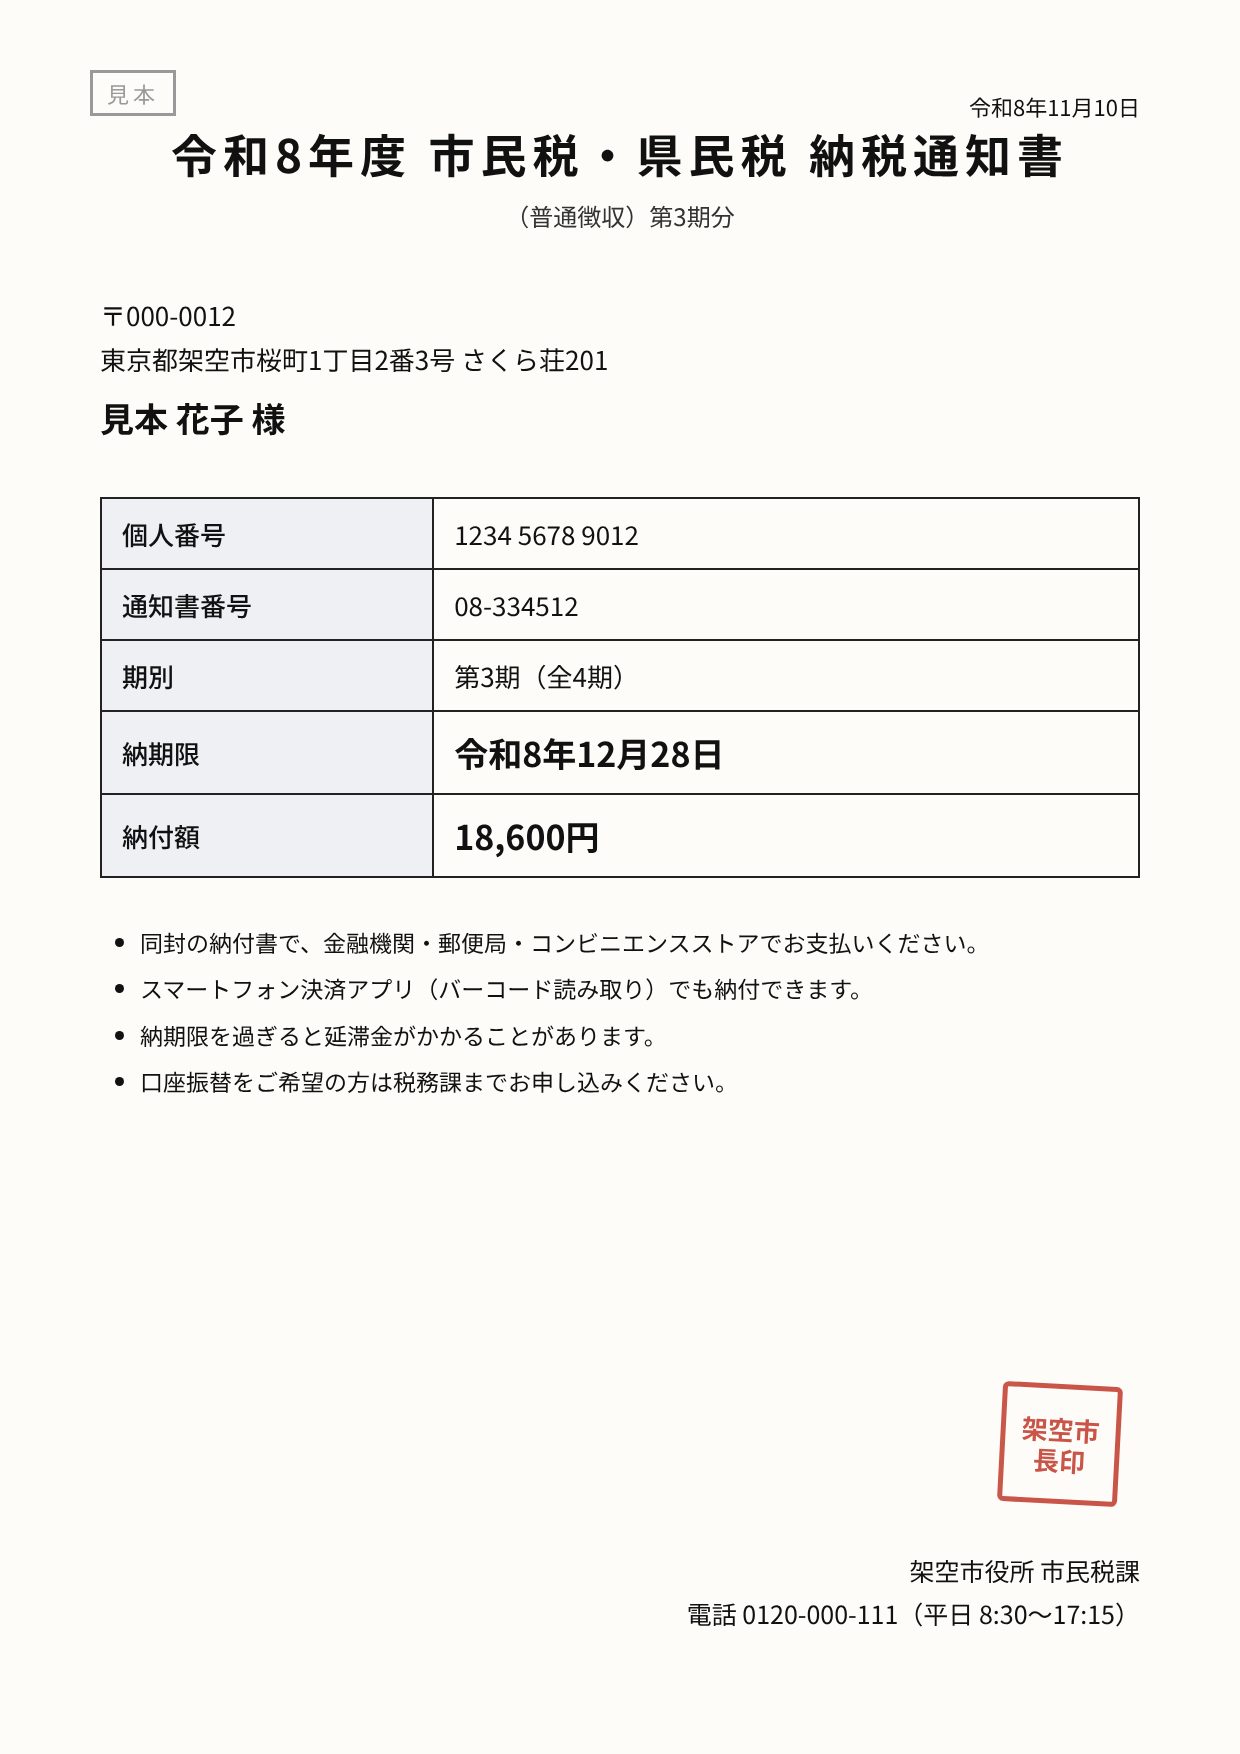 見本
令和8年11月10日
令和8年度 市民税・県民税 納税通知書
（普通徴収）第3期分
〒000-0012
東京都架空市桜町1丁目2番3号 さくら荘201
見本 花子 様
個人番号 1234 5678 9012
通知書番号 08-334512
期別 第3期（全4期）
納期限 令和8年12月28日
納付額 18,600円
• 同封の納付書で、金融機関・郵便局・コンビニエンスストアでお支払いください。
• スマートフォン決済アプリ（バーコード読み取り）でも納付できます。
• 納期限を過ぎると延滞金がかかることがあります。
• 口座振替をご希望の方は税務課までお申し込みください。
架空市
長印
架空市役所 市民税課
電話 0120-000-111（平日 8:30〜17:15）